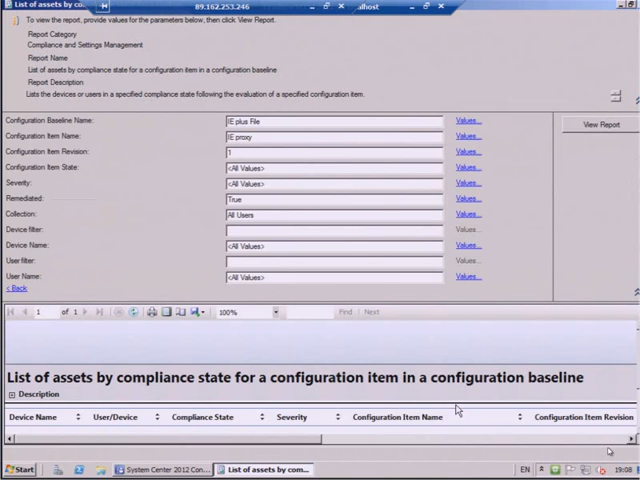 List of assets by co...
89.162.253.246
alhost
To view the report, provide values for the parameters below, then click View Report.
Report Category
Compliance and Settings Management
Report Name
List of assets by compliance state for a configuration item in a configuration baseline
Report Description
Lists the devices or users in a specified compliance state following the evaluation of a specified configuration item.
Configuration Baseline Name: IE plus File Values... View Report
Configuration Item Name: IE proxy Values...
Configuration Item Revision: 1 Values...
Configuration Item State: <All Values> Values...
Severity: <All Values> Values...
Remediated: True Values...
Collection: All Users Values...
Device filter: Values...
Device Name: <All Values> Values...
User filter: Values...
User Name: <All Values> Values...
< Back
1 of 1 100% Find | Next
List of assets by compliance state for a configuration item in a configuration baseline
Description
Device Name User/Device Compliance State Severity Configuration Item Name Configuration Item Revision
Start System Center 2012 Con... List of assets by com... EN 19:08